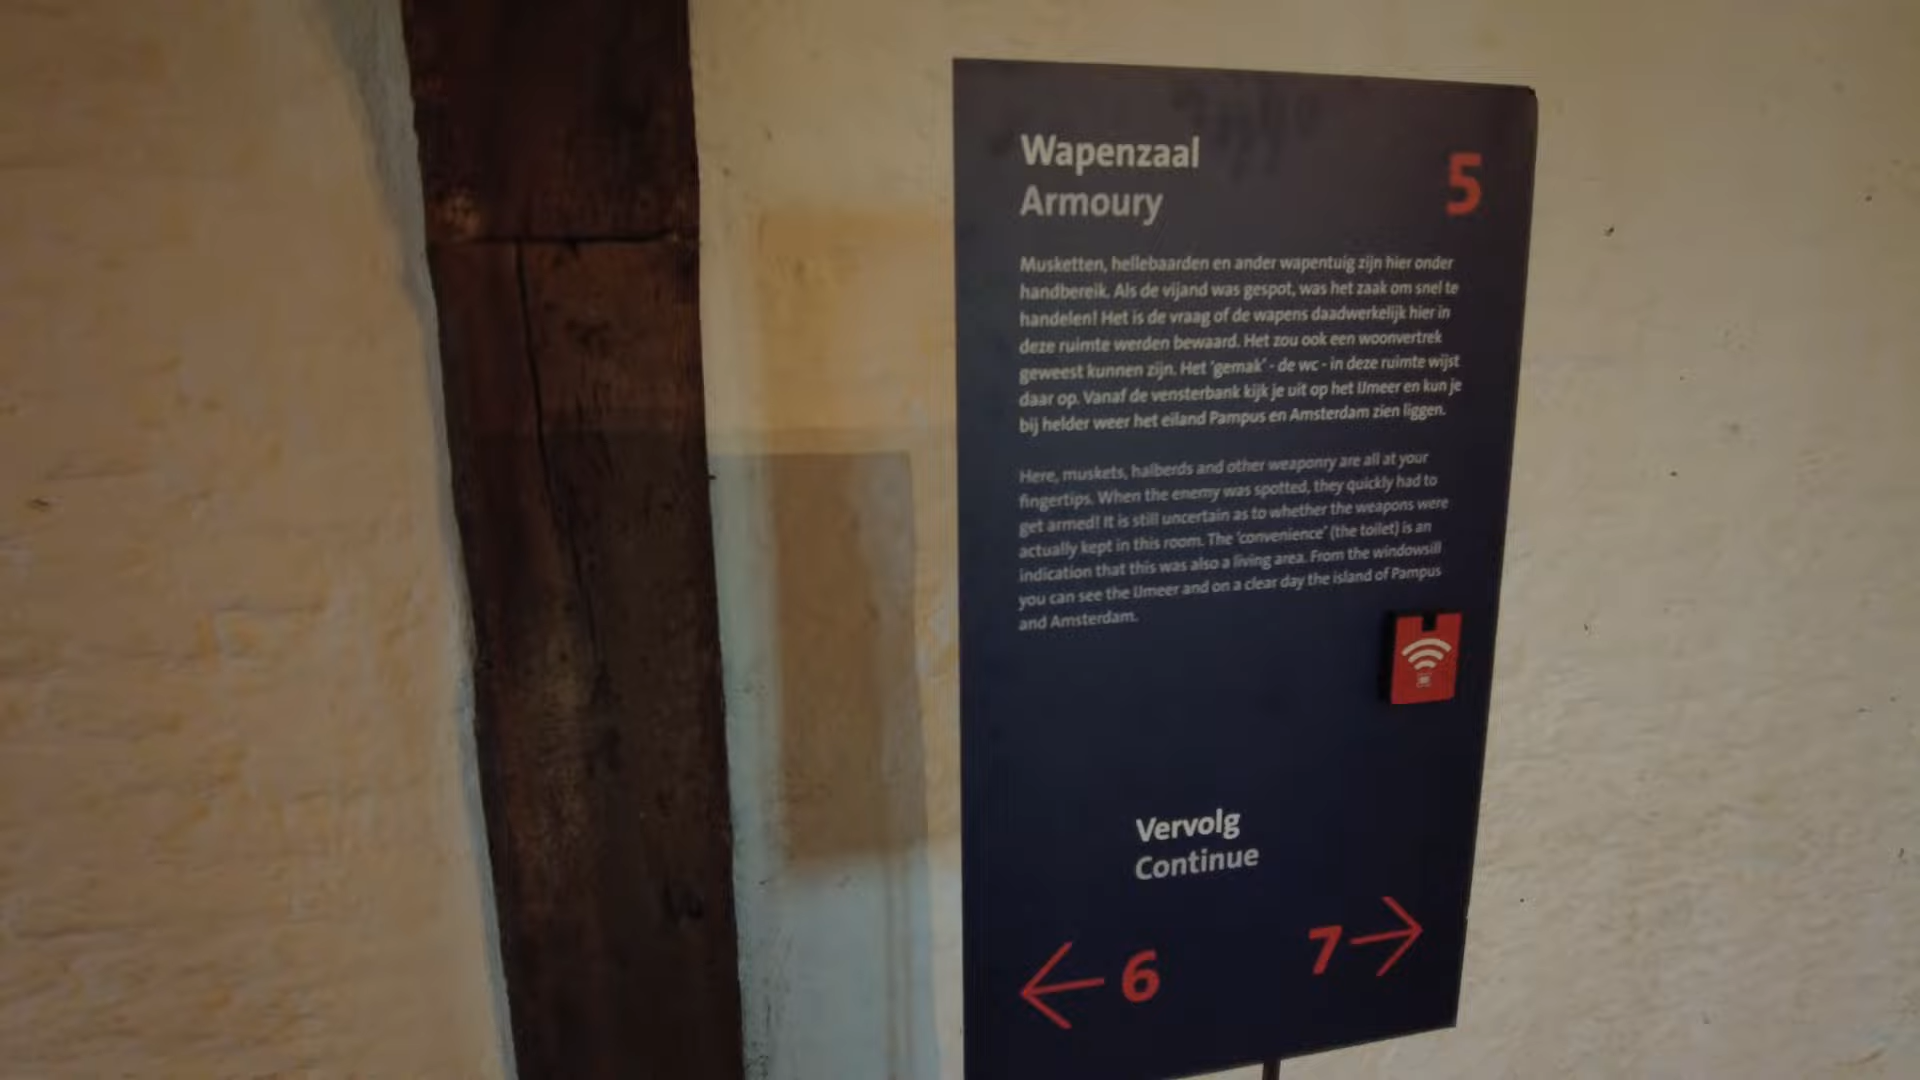 Wapenzaal
Armoury
5
Musketten, hellebaarden en ander wapentuig zijn hier onder
handbereik. Als de vijand was gespot, was het zaak om snel te
handelen! Het is de vraag of de wapens daadwerkelijk hier in
deze ruimte werden bewaard. Het zou ook een woonvertrek
geweest kunnen zijn. Het 'gemak' - de wc - in deze ruimte wijst
daar op. Vanaf de vensterbank kijk je uit op het IJmeer en kun je
bij helder weer het eiland Pampus en Amsterdam zien liggen.
Here, muskets, halberds and other weaponry are all at your
fingertips. When the enemy was spotted, they quickly had to
get armed! It is still uncertain as to whether the weapons were
actually kept in this room. The 'convenience' (the toilet) is an
indication that this was also a living area. From the windowsill
you can see the IJmeer and on a clear day the island of Pampus
and Amsterdam.
Vervolg
Continue
6
7